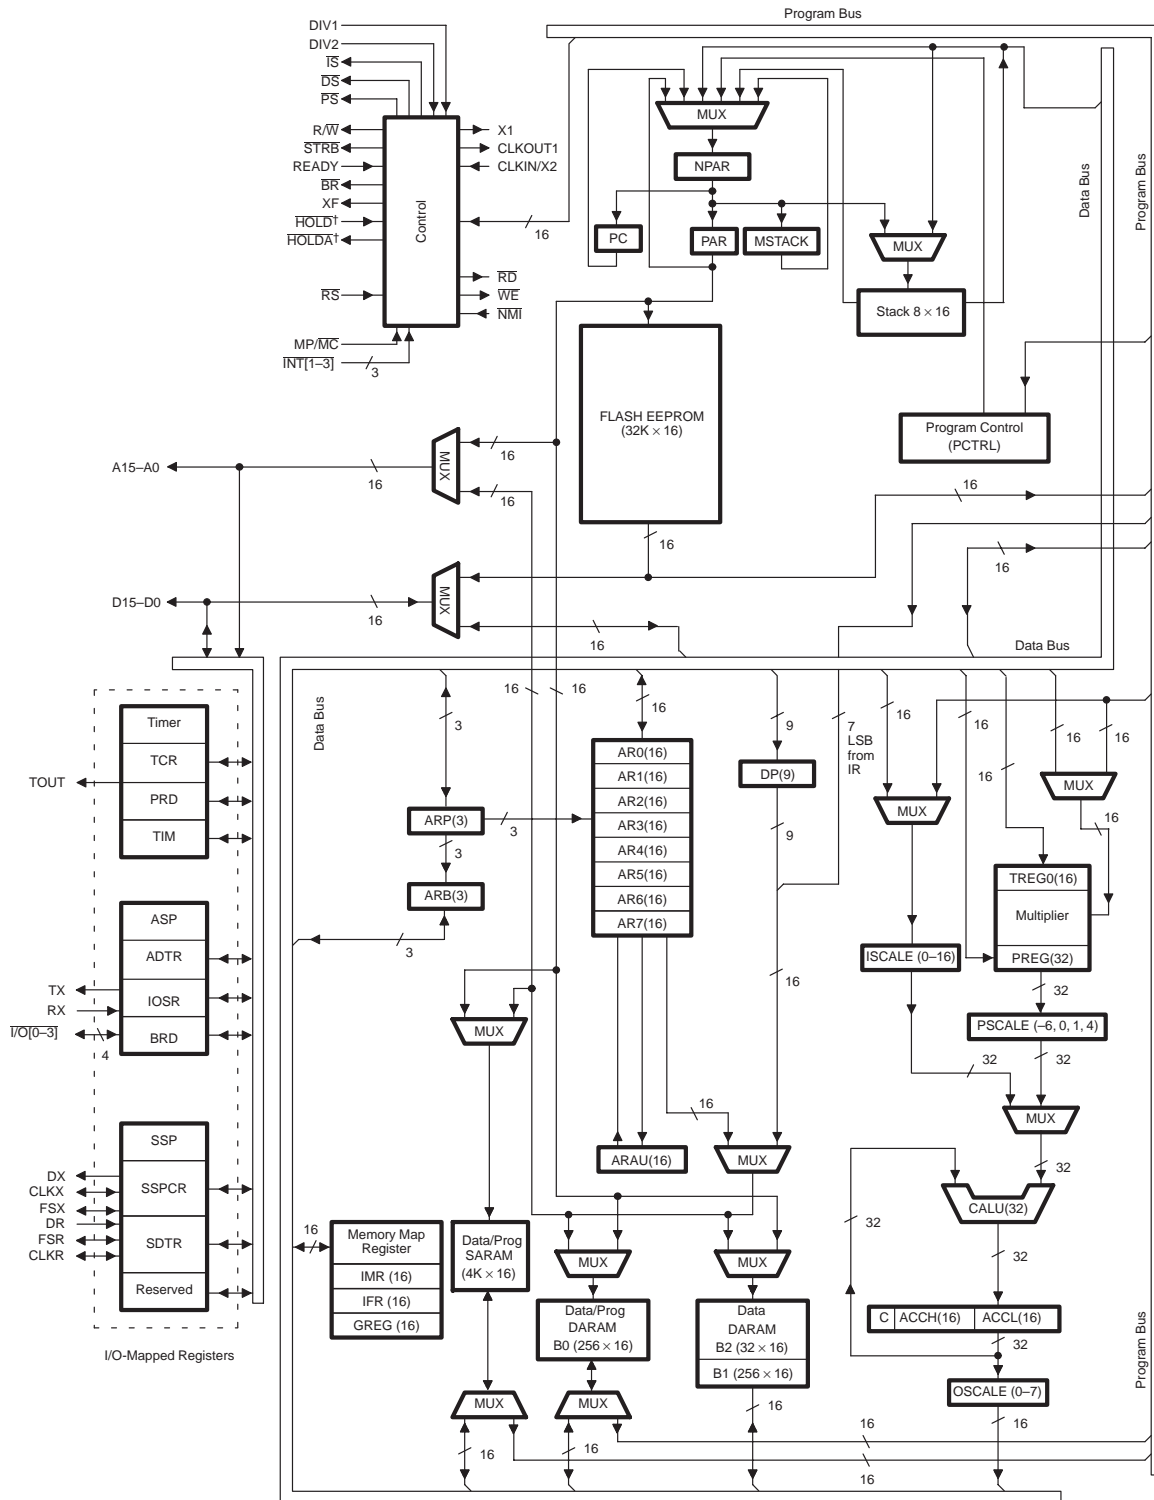 Program Bus
DIV1
DIV2
IS
DS
PS
R/W
STRB
READY
BR
XF
HOLD†
HOLDA†
RS
MP/MC
INT[1–3]
3
Control
X1
CLKOUT1
CLKIN/X2
16
RD
WE
NMI
MUX
NPAR
PC
PAR
MSTACK
MUX
Stack 8 × 16
Data Bus
Program Bus
FLASH EEPROM
(32K × 16)
Program Control
(PCTRL)
A15–A0
16
MUX
16
16
16
16
16
D15–D0
16
MUX
16
Data Bus
Timer
TCR
PRD
TIM
TOUT
ASP
ADTR
IOSR
BRD
TX
RX
I/O[0–3]
4
SSP
SSPCR
SDTR
Reserved
DX
CLKX
FSX
DR
FSR
CLKR
I/O-Mapped Registers
Data Bus
3
16
16
16
9
7
LSB
from
IR
16
16
16
16
16
ARP(3)
3
3
ARB(3)
3
AR0(16)
AR1(16)
AR2(16)
AR3(16)
AR4(16)
AR5(16)
AR6(16)
AR7(16)
DP(9)
9
16
MUX
MUX
16
TREG0(16)
Multiplier
PREG(32)
ISCALE (0–16)
32
PSCALE (–6, 0, 1, 4)
32
32
MUX
MUX
16
ARAU(16)
MUX
32
CALU(32)
32
32
16
Memory Map
Register
IMR (16)
IFR (16)
GREG (16)
Data/Prog
SARAM
(4K × 16)
MUX
Data/Prog
DARAM
B0 (256 × 16)
MUX
Data
DARAM
B2 (32 × 16)
B1 (256 × 16)
C
ACCH(16)
ACCL(16)
32
OSCALE (0–7)
16
MUX
MUX
16
16
16
16
16
Program Bus